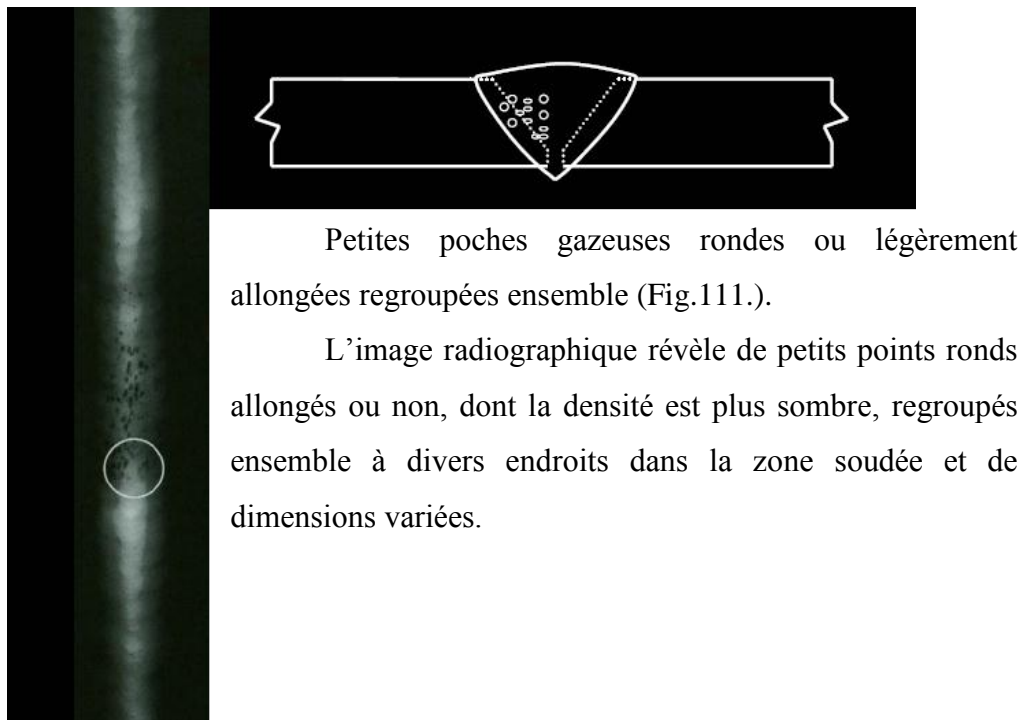 Petites poches gazeuses rondes ou légèrement
allongées regroupées ensemble (Fig.111.).
L’image radiographique révèle de petits points ronds
allongés ou non, dont la densité est plus sombre, regroupés
ensemble à divers endroits dans la zone soudée et de
dimensions variées.